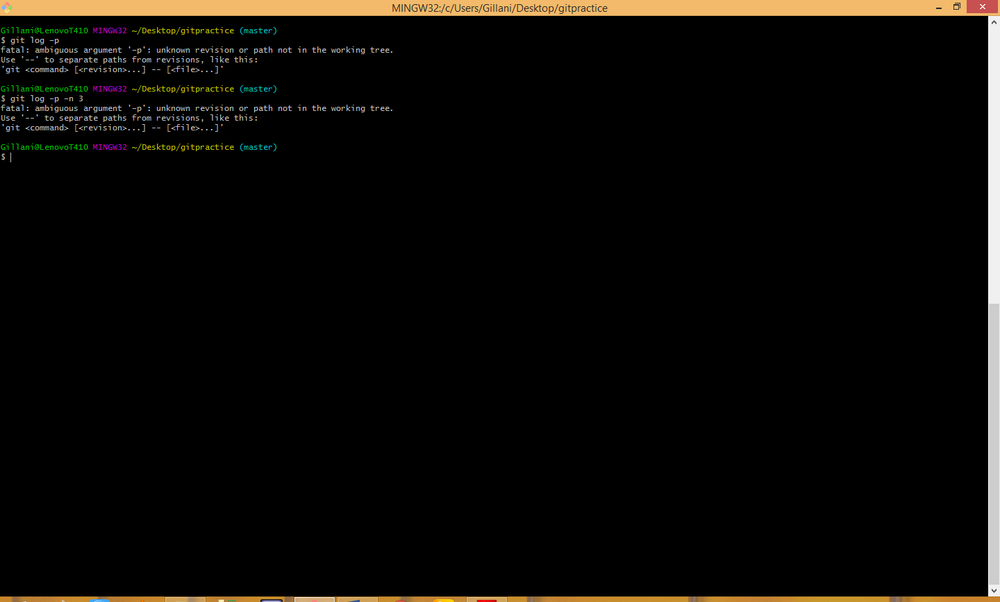 MINGW32:/c/Users/Gillani/Desktop/gitpractice
Gillani@LenovoT410 MINGW32 ~/Desktop/gitpractice (master)
$ git log –p
fatal: ambiguous argument '–p': unknown revision or path not in the working tree.
Use '--' to separate paths from revisions, like this:
'git <command> [<revision>...] -- [<file>...]'
Gillani@LenovoT410 MINGW32 ~/Desktop/gitpractice (master)
$ git log –p -n 3
fatal: ambiguous argument '–p': unknown revision or path not in the working tree.
Use '--' to separate paths from revisions, like this:
'git <command> [<revision>...] -- [<file>...]'
Gillani@LenovoT410 MINGW32 ~/Desktop/gitpractice (master)
$